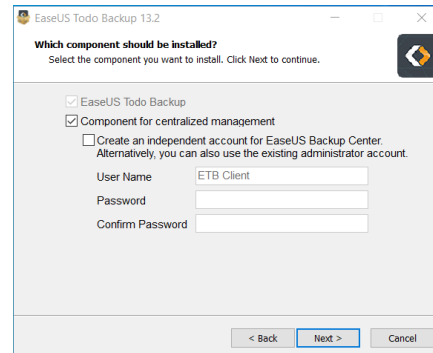 EaseUS Todo Backup 13.2
Which component should be installed?
Select the component you want to install. Click Next to continue.
EaseUS Todo Backup
Component for centralized management
Create an independent account for EaseUS Backup Center.
Alternatively, you can also use the existing administrator account.
User Name
ETB Client
Password
Confirm Password
< Back
Next >
Cancel